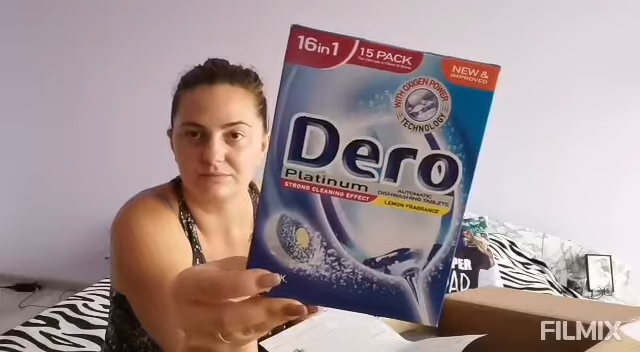 16in1
15 PACK
NEW &
IMPROVED
WITH OXIGEN POWER
TECHNOLOGY
Dero
Platinum
STRONG CLEANING EFFECT
AUTOMATIC
DISHWASHING TABLETS
LEMON FRAGRANCE
FILMIX